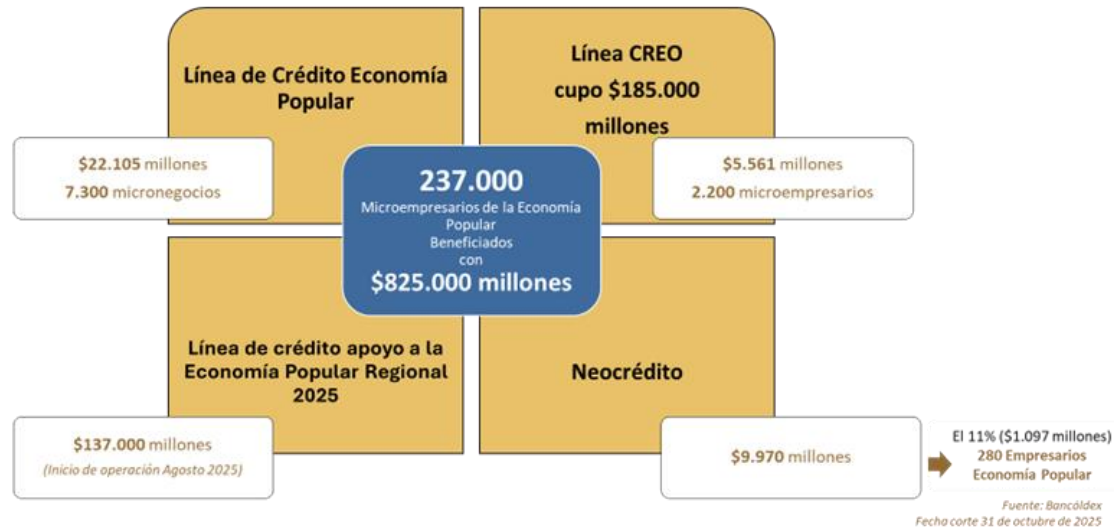 Línea de Crédito Economía
Popular
$22.105 millones
7.300 micronegocios
Línea CREO
cupo $185.000
millones
$5.561 millones
2.200 microempresarios
237.000
Microempresarios de la Economía
Popular
Beneficiados
con
$825.000 millones
Línea de crédito apoyo a la
Economía Popular Regional
2025
$137.000 millones
(Inicio de operación Agosto 2025)
Neocrédito
$9.970 millones
El 11% ($1.097 millones)
280 Empresarios
Economía Popular
Fuente: Bancóldex
Fecha corte 31 de octubre de 2025